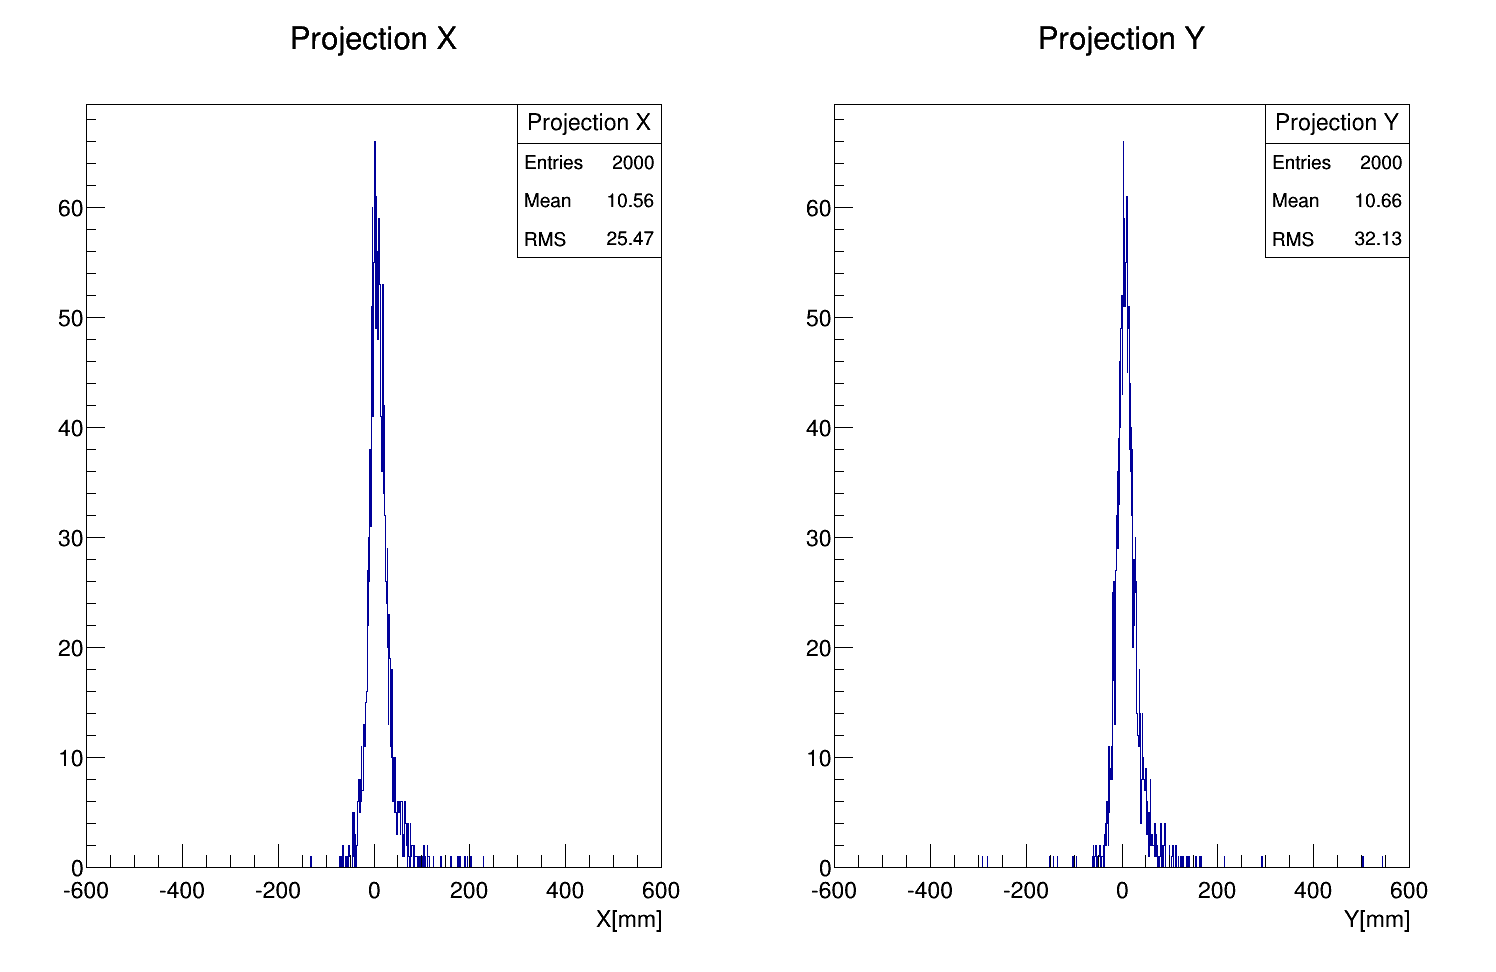 Projection X
Projection X
Entries 2000
Mean 10.56
RMS 25.47
60
50
40
30
20
10
0
-600 -400 -200 0 200 400 600
X[mm]
Projection Y
Projection Y
Entries 2000
Mean 10.66
RMS 32.13
60
50
40
30
20
10
0
-600 -400 -200 0 200 400 600
Y[mm]